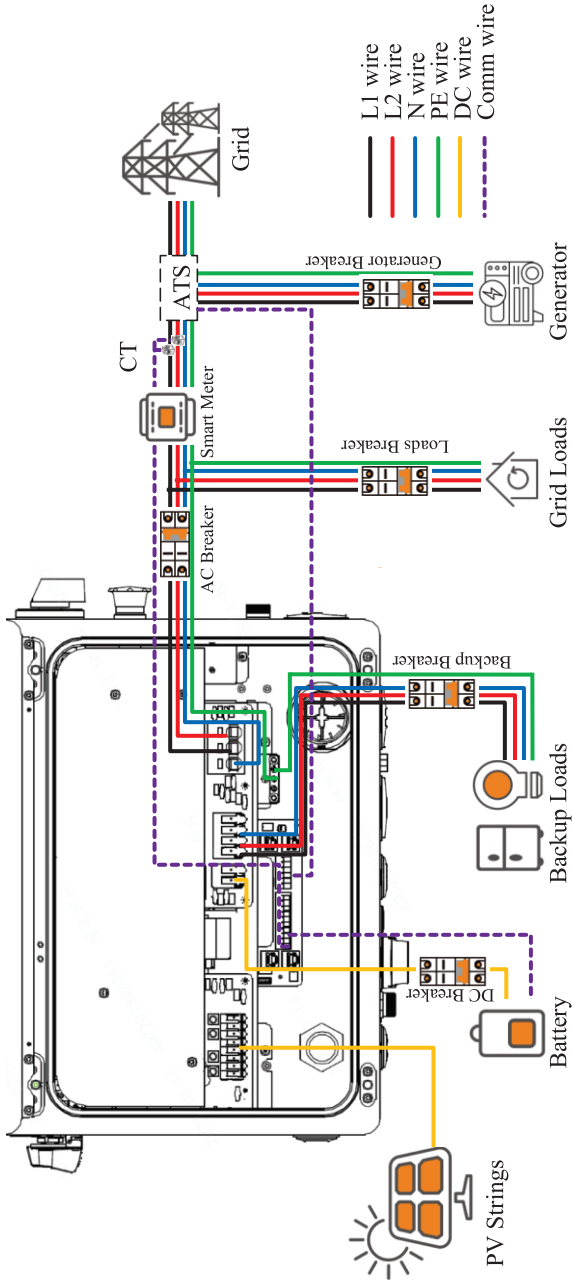 Grid
ATS
CT
Smart Meter
AC Breaker
Generator Breaker
Generator
Loads Breaker
Grid Loads
Backup Breaker
Backup Loads
DC Breaker
Battery
PV Strings
L1 wire
L2 wire
N wire
PE wire
DC wire
Comm wire